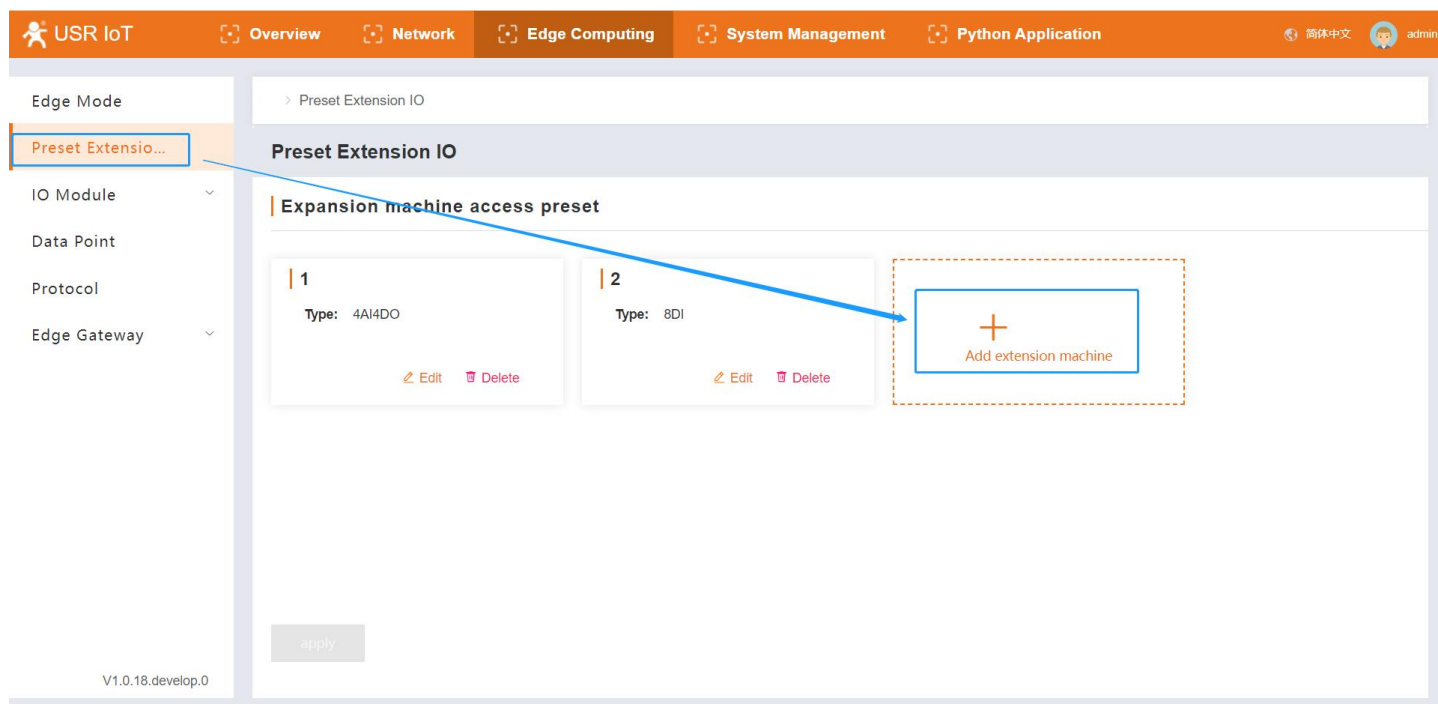 USR IoT Overview Network Edge Computing System Management Python Application 简体中文 admin
Edge Mode
Preset Extensio...
IO Module
Data Point
Protocol
Edge Gateway
V1.0.18.develop.0
> Preset Extension IO
Preset Extension IO
Expansion machine access preset
1
Type: 4AI4DO
Edit Delete
2
Type: 8DI
Edit Delete
Add extension machine
apply